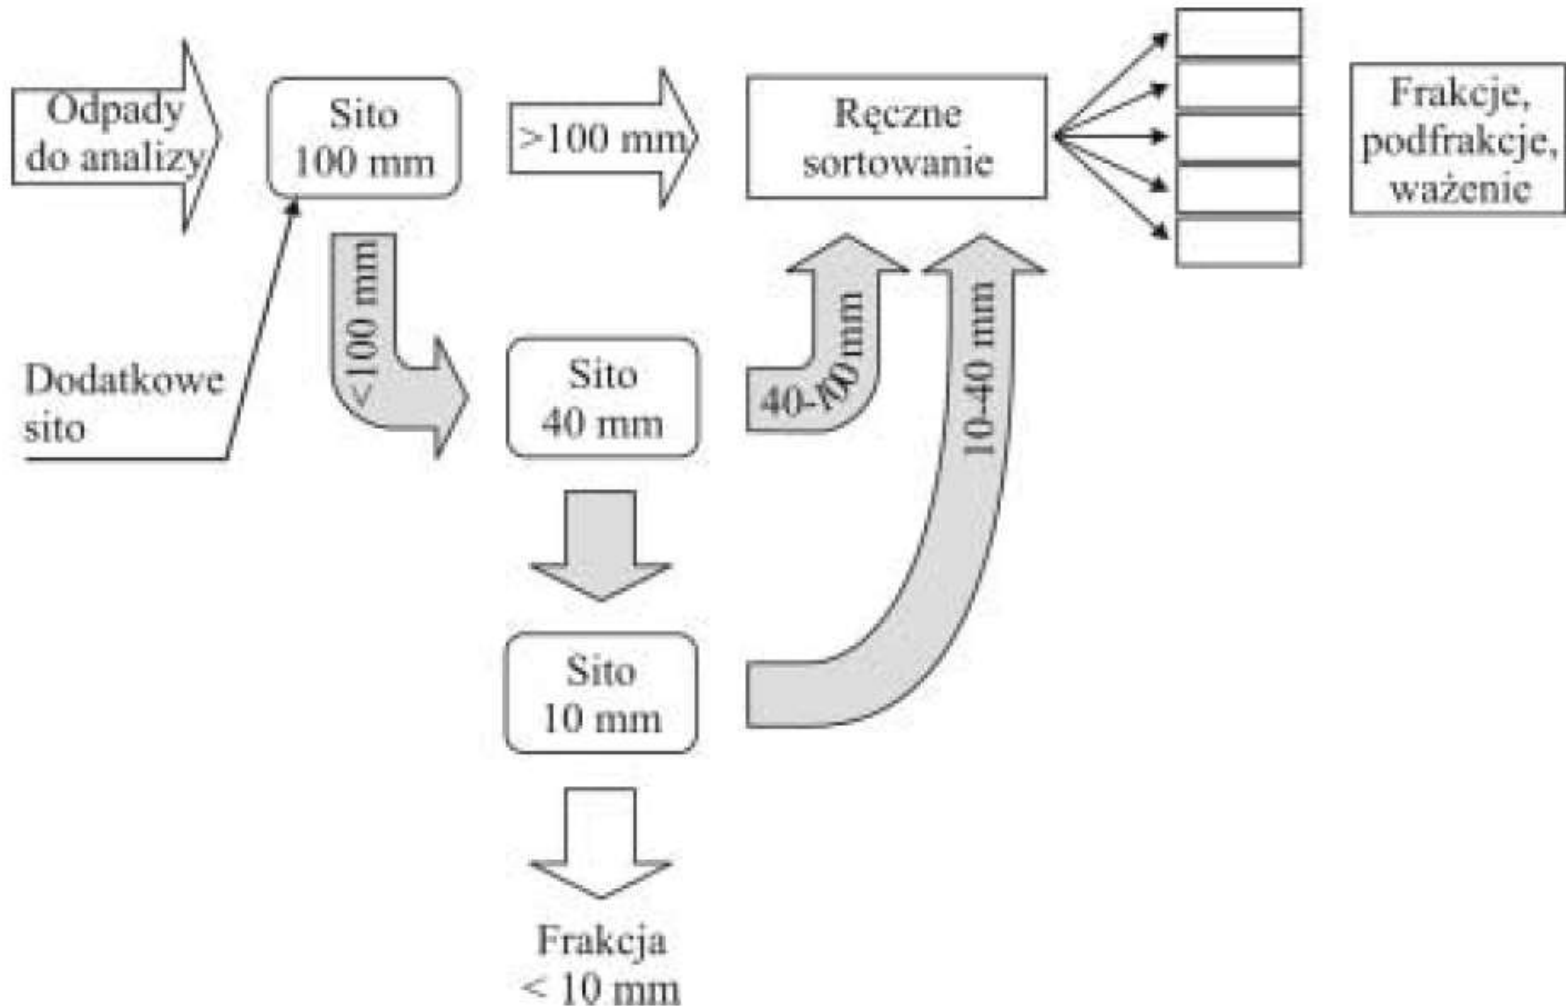 Odpady
do analizy
Sito
100 mm
>100 mm
Ręczne
sortowanie
Frakcje,
podfrakcje,
ważenie
<100 mm
Dodatkowe
sito
Sito
40 mm
40-100 mm
10-40 mm
Sito
10 mm
Frakcja
< 10 mm